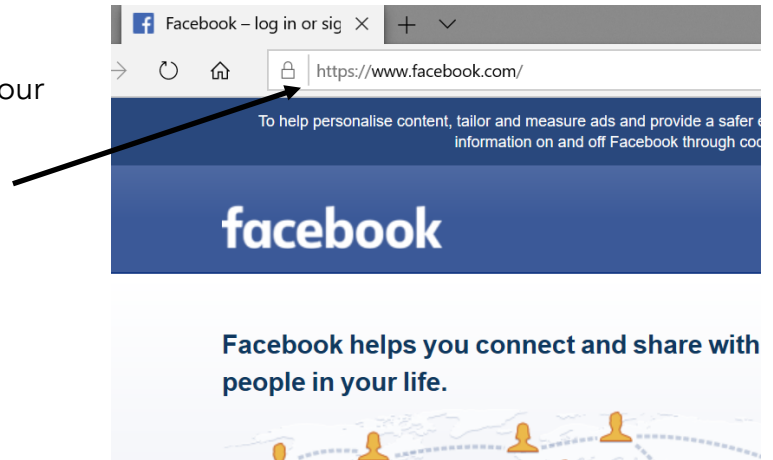 Facebook – log in or sig
our
https://www.facebook.com/
To help personalise content, tailor and measure ads and provide a safer
information on and off Facebook through
facebook
Facebook helps you connect and share with
people in your life.